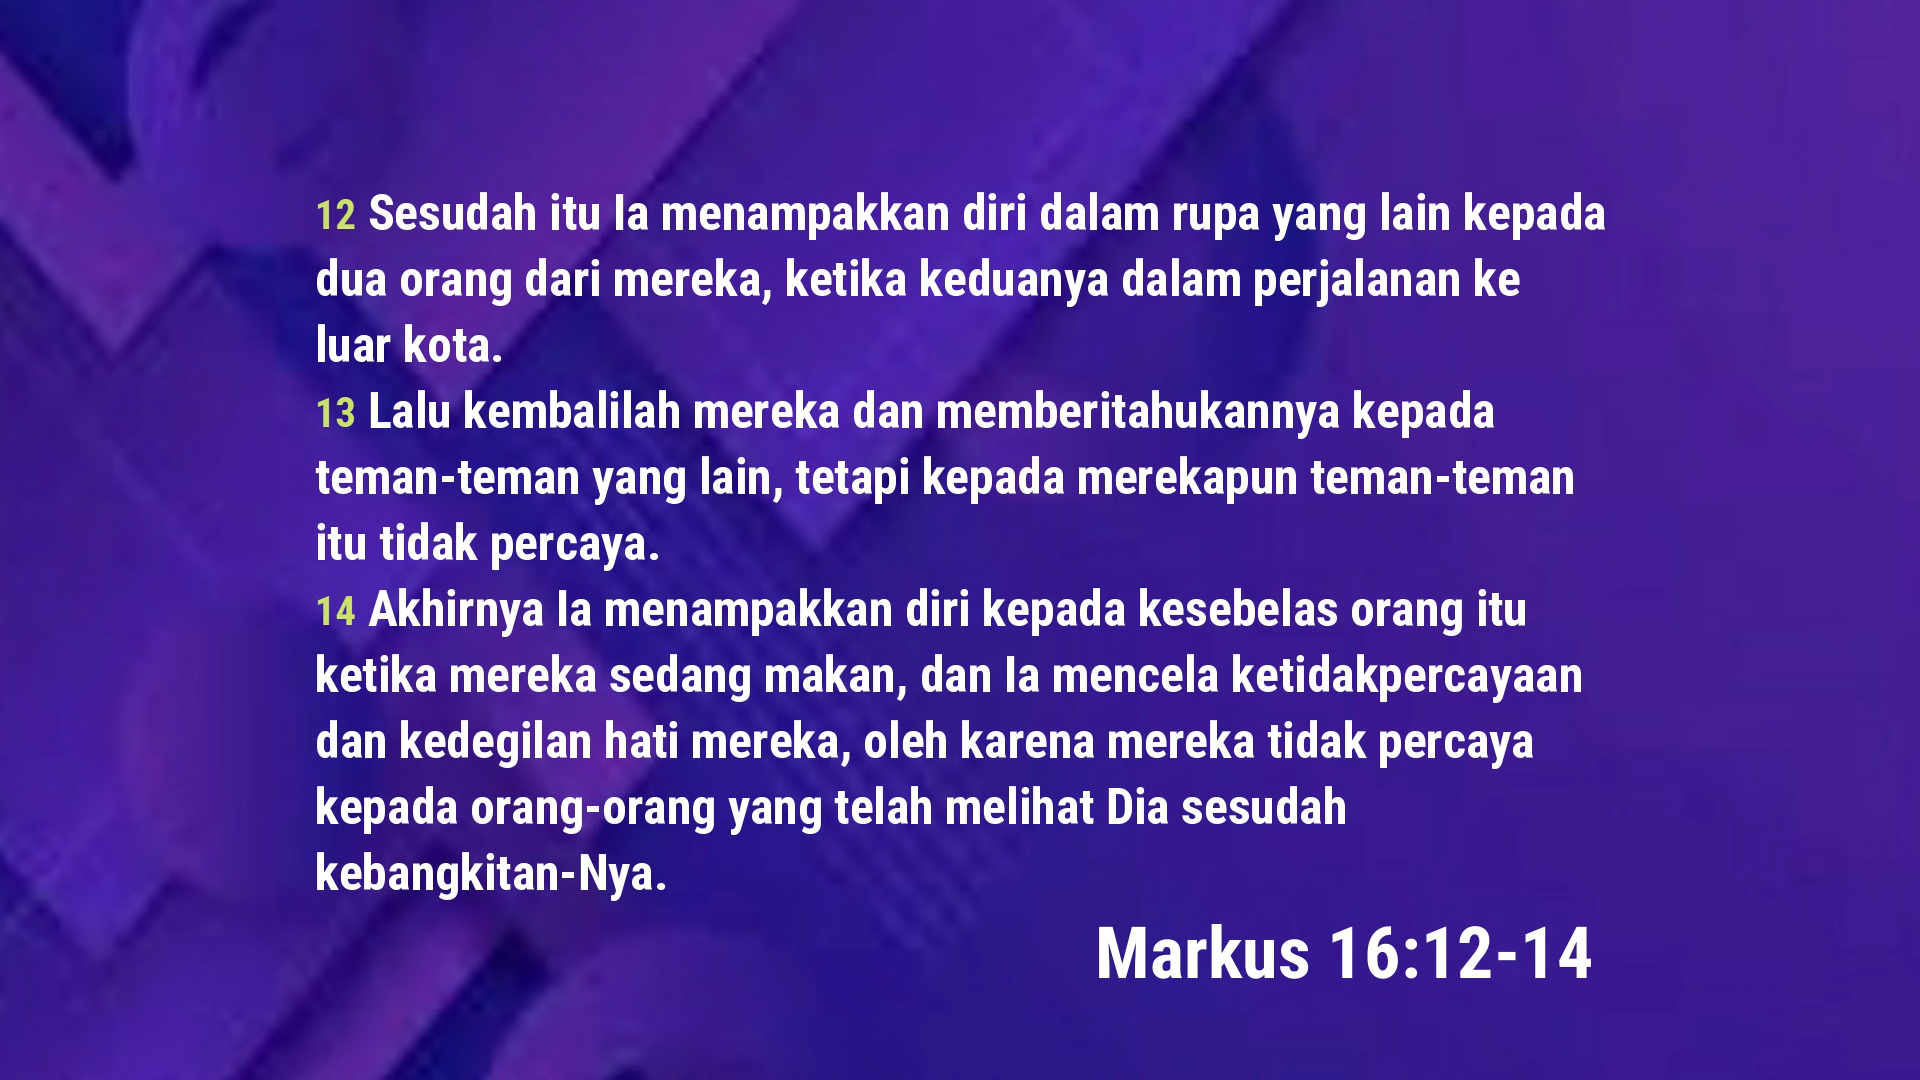 12 Sesudah itu Ia menampakkan diri dalam rupa yang lain kepada
dua orang dari mereka, ketika keduanya dalam perjalanan ke
luar kota.
13 Lalu kembalilah mereka dan memberitahukannya kepada
teman-teman yang lain, tetapi kepada merekapun teman-teman
itu tidak percaya.
14 Akhirnya Ia menampakkan diri kepada kesebelas orang itu
ketika mereka sedang makan, dan Ia mencela ketidakpercayaan
dan kedegilan hati mereka, oleh karena mereka tidak percaya
kepada orang-orang yang telah melihat Dia sesudah
kebangkitan-Nya.
Markus 16:12-14